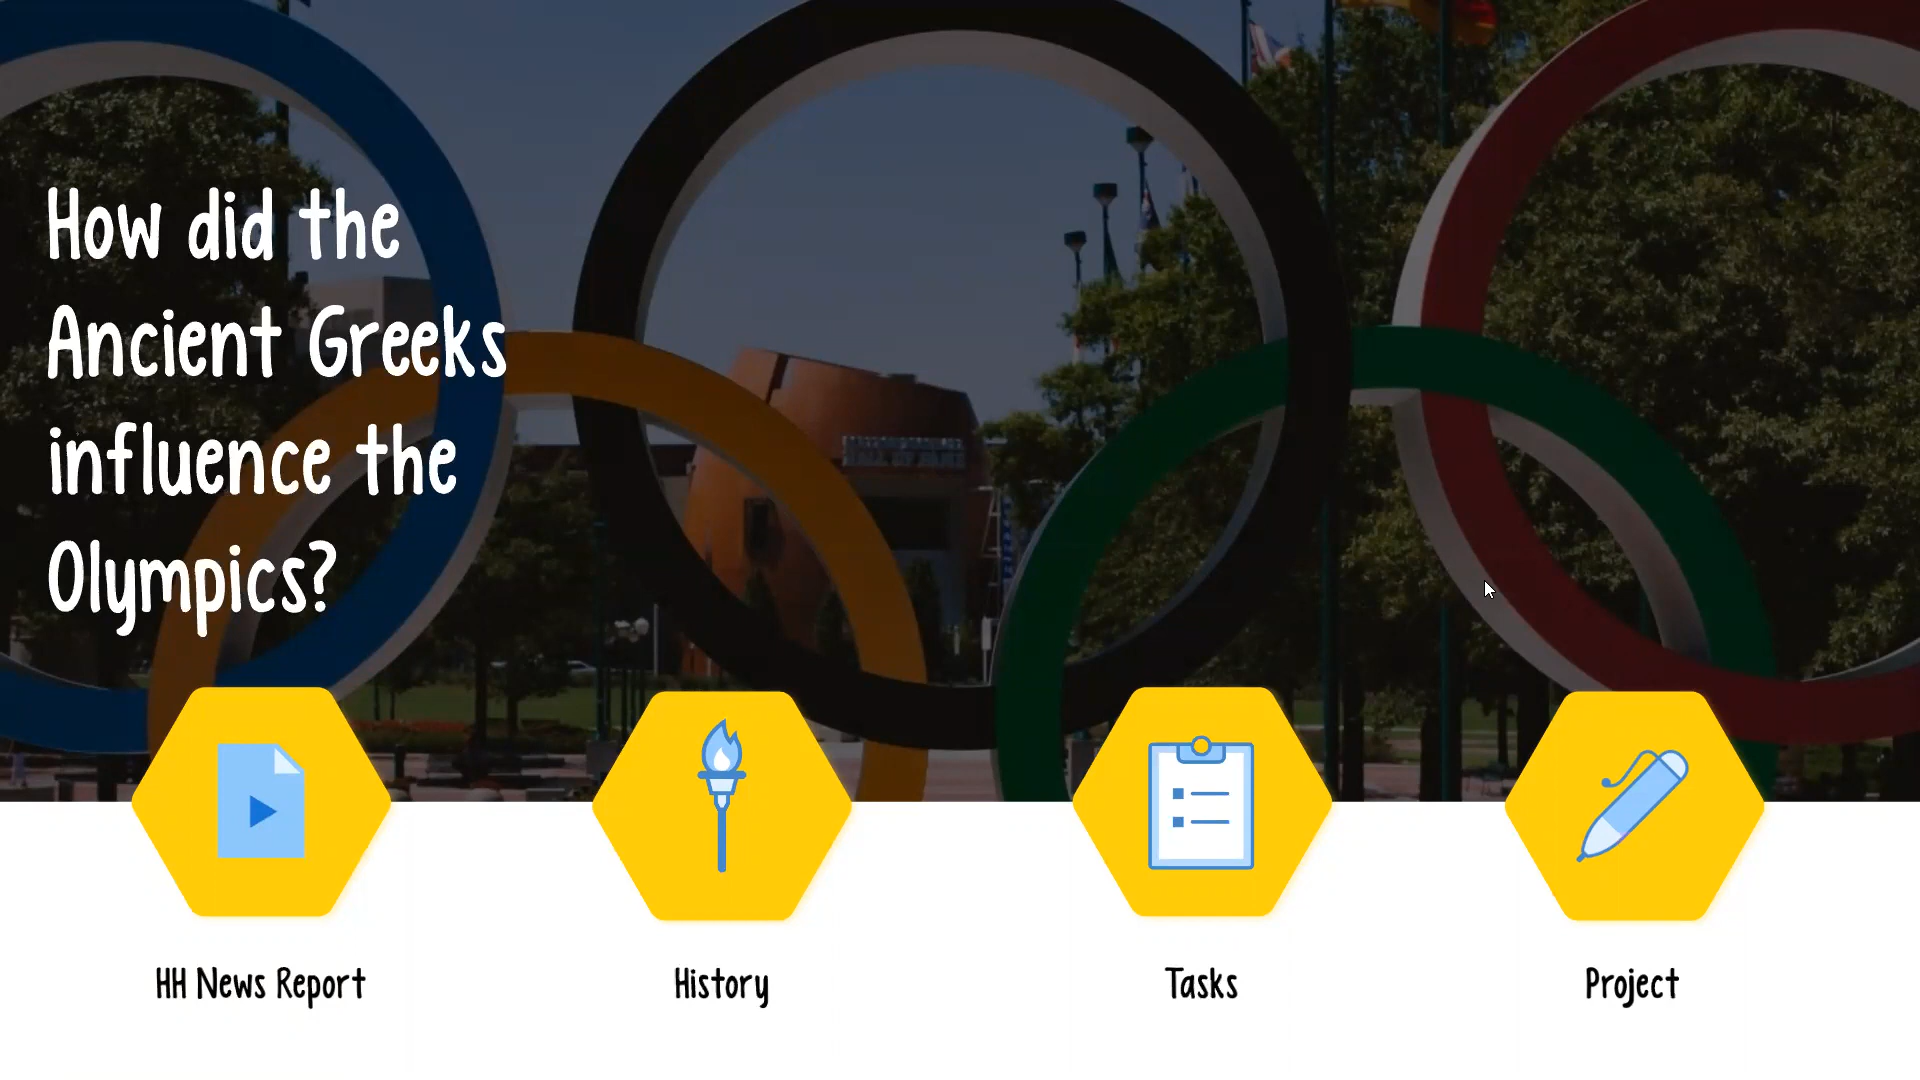 How did the
Ancient Greeks
influence the
Olympics?
HH News Report
History
Tasks
Project